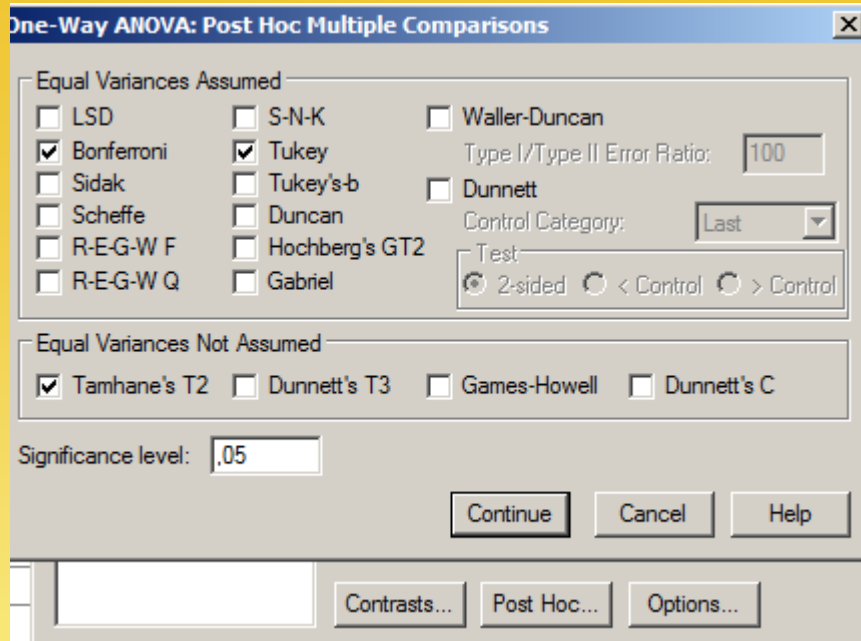 One-Way ANOVA: Post Hoc Multiple Comparisons
Equal Variances Assumed
LSD
S-N-K
Waller-Duncan
Bonferroni
Tukey
Type I/Type II Error Ratio:
100
Sidak
Tukey's-b
Dunnett
Scheffe
Duncan
Control Category:
Last
R-E-G-W F
Hochberg's GT2
Test
R-E-G-W Q
Gabriel
2-sided
< Control
> Control
Equal Variances Not Assumed
Tamhane's T2
Dunnett's T3
Games-Howell
Dunnett's C
Significance level:
,05
Continue
Cancel
Help
Contrasts...
Post Hoc...
Options...